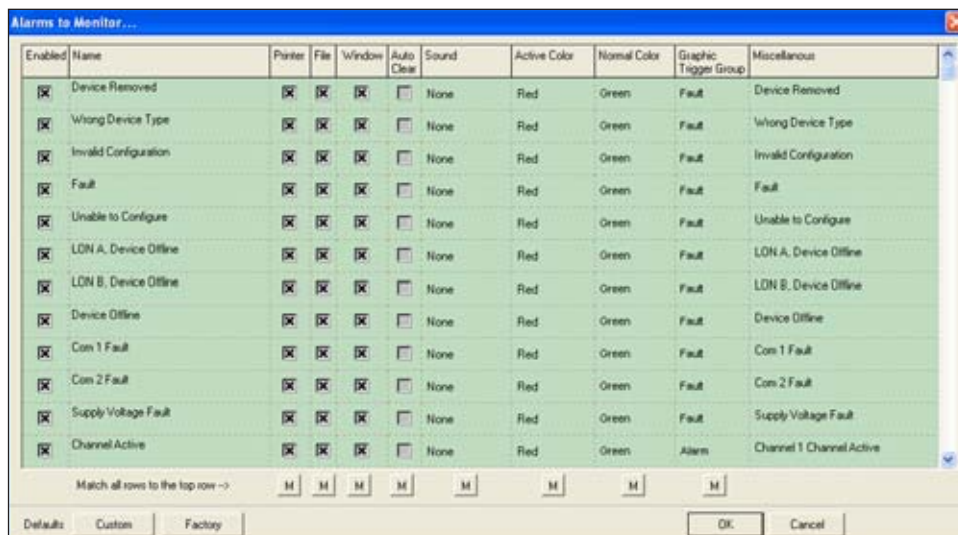 Alarms to Monitor...
Enabled Name Printer File Window Auto Clear Sound Active Color Normal Color Graphic Trigger Group Miscellanous
Device Removed None Red Green Fault Device Removed
Wrong Device Type None Red Green Fault Wrong Device Type
Invalid Configuration None Red Green Fault Invalid Configuration
Fault None Red Green Fault Fault
Unable to Configure None Red Green Fault Unable to Configure
LON A, Device Offline None Red Green Fault LON A, Device Offline
LON B, Device Offline None Red Green Fault LON B, Device Offline
Device Offline None Red Green Fault Device Offline
Com 1 Fault None Red Green Fault Com 1 Fault
Com 2 Fault None Red Green Fault Com 2 Fault
Supply Voltage Fault None Red Green Fault Supply Voltage Fault
Channel Active None Red Green Alarm Channel 1 Channel Active
Match all rows to the top row --> M M M M M M M M
Defaults Custom Factory OK Cancel